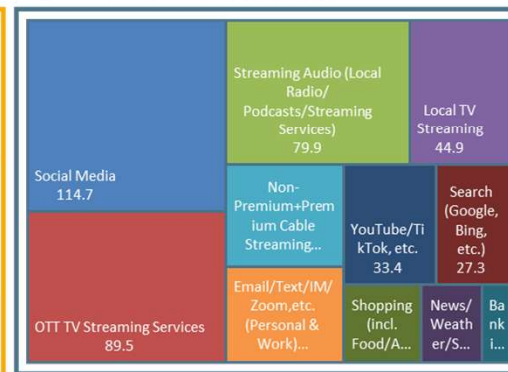 Social Media
114.7
OTT TV Streaming Services
89.5
Streaming Audio (Local
Radio/
Podcasts/Streaming
Services)
79.9
Local TV
Streaming
44.9
Non-
Premium+Prem
ium Cable
Streaming...
YouTube/Ti
kTok, etc.
33.4
Search
(Google,
Bing,
etc.)
27.3
Email/Text/IM/
Zoom,etc.
(Personal &
Work)...
Shopping
(incl.
Food/A...
News/
Weath
er/S...
Ba
nk
i...